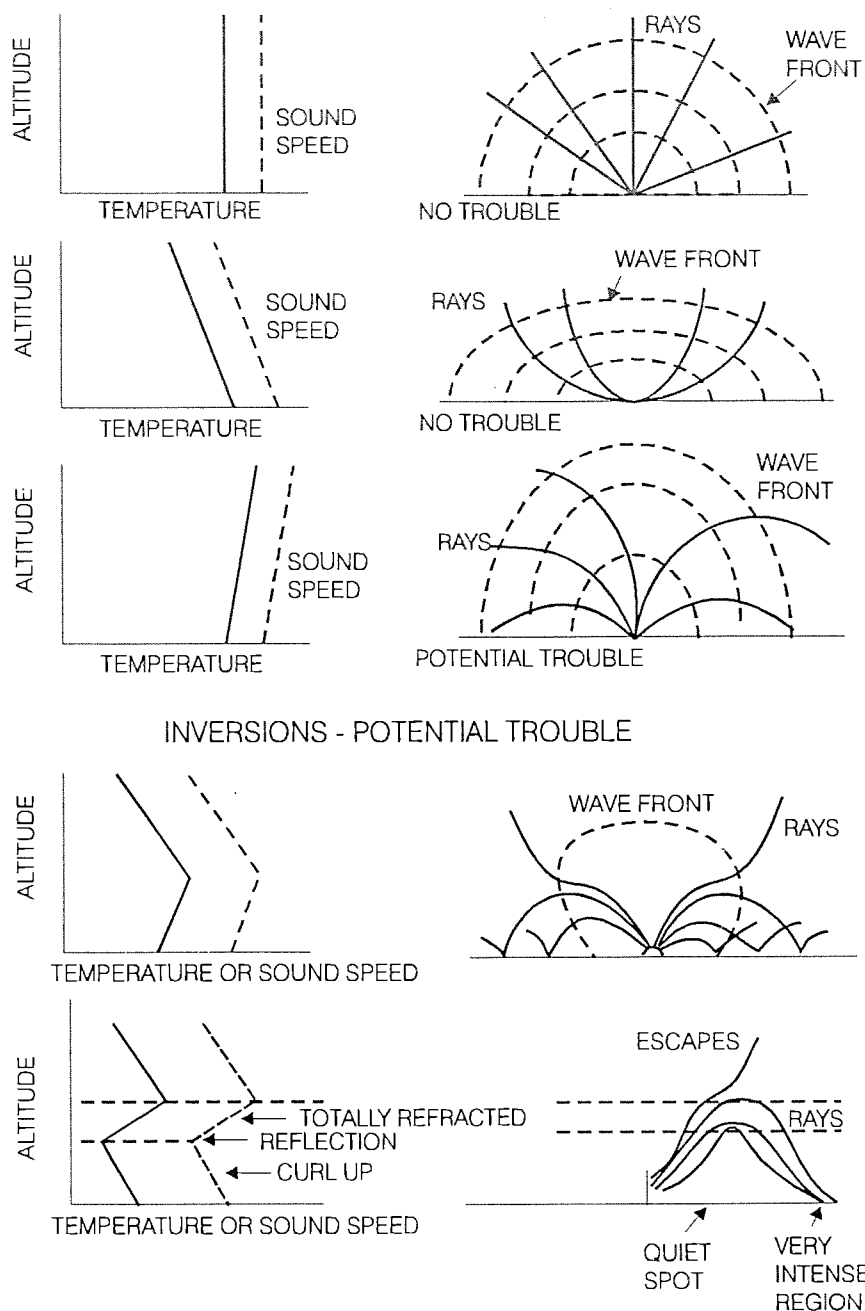 ALTITUDE
SOUND
SPEED
TEMPERATURE
RAYS
WAVE
FRONT
NO TROUBLE
ALTITUDE
SOUND
SPEED
TEMPERATURE
WAVE FRONT
RAYS
NO TROUBLE
ALTITUDE
SOUND
SPEED
TEMPERATURE
WAVE
FRONT
RAYS
POTENTIAL TROUBLE
INVERSIONS - POTENTIAL TROUBLE
ALTITUDE
TEMPERATURE OR SOUND SPEED
WAVE FRONT
RAYS
ALTITUDE
TOTALLY REFRACTED
REFLECTION
CURL UP
TEMPERATURE OR SOUND SPEED
ESCAPES
RAYS
QUIET
SPOT
VERY
INTENSE
REGION